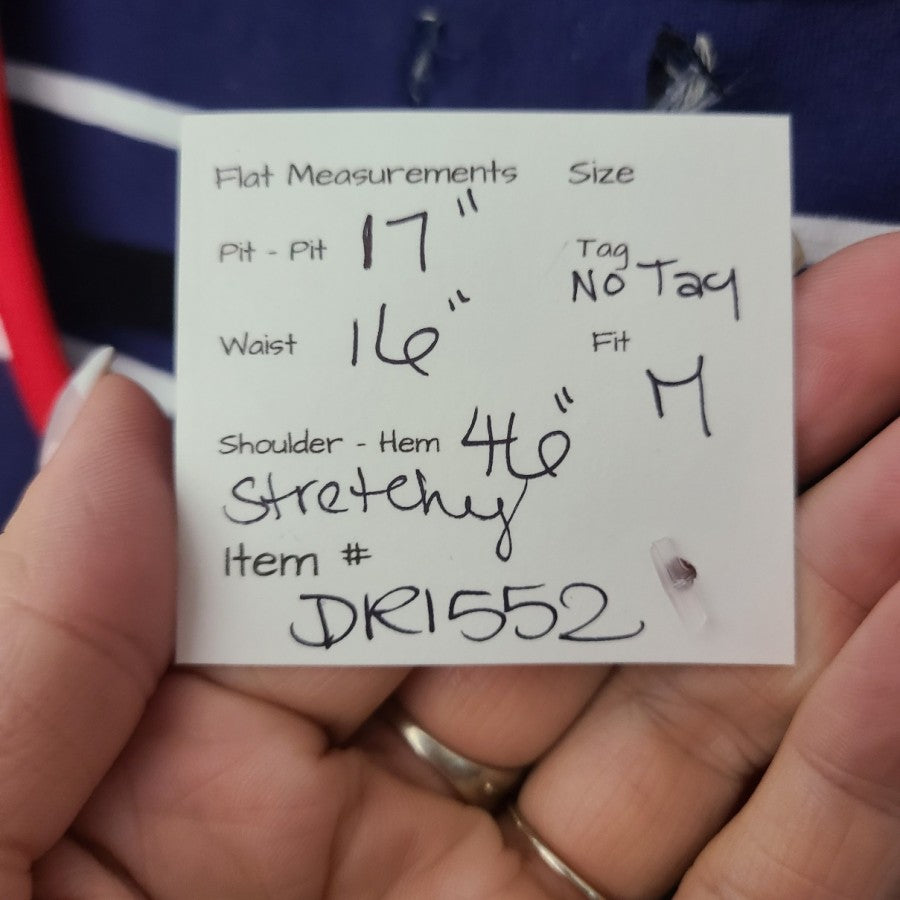 Flat Measurements Size
Pit - Pit 17"
Tag
No Tag
Waist 16"
Fit
M
Shoulder - Hem 46"
Stretchy
Item #
DR1552